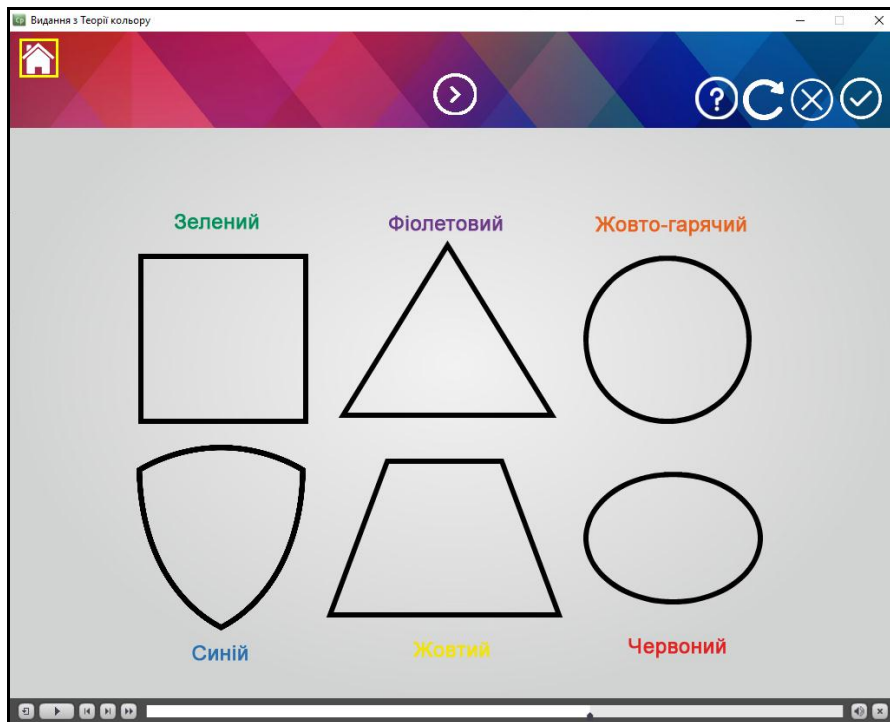 Видання з Теорії кольору
Зелений
Фіолетовий
Жовто-гарячий
Синій
Жовтий
Червоний